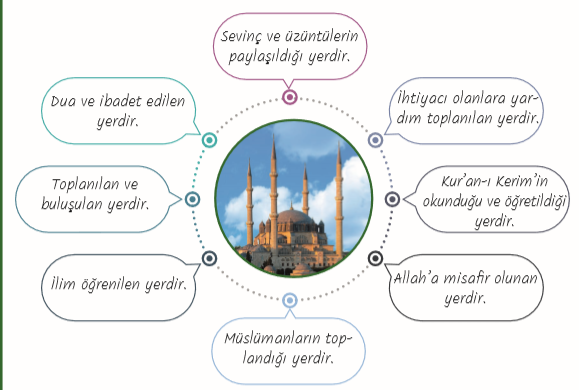 Sevinç ve üzüntülerin
paylaşıldığı yerdir.
İhtiyacı olanlara yar-
dım toplanılan yerdir.
Kur'an-ı Kerim'in
okunduğu ve öğretildiği
yerdir.
Allah'a misafir olunan
yerdir.
Müslümanların top-
landığı yerdir.
İlim öğrenilen yerdir.
Toplanılan ve
buluşulan yerdir.
Dua ve ibadet edilen
yerdir.